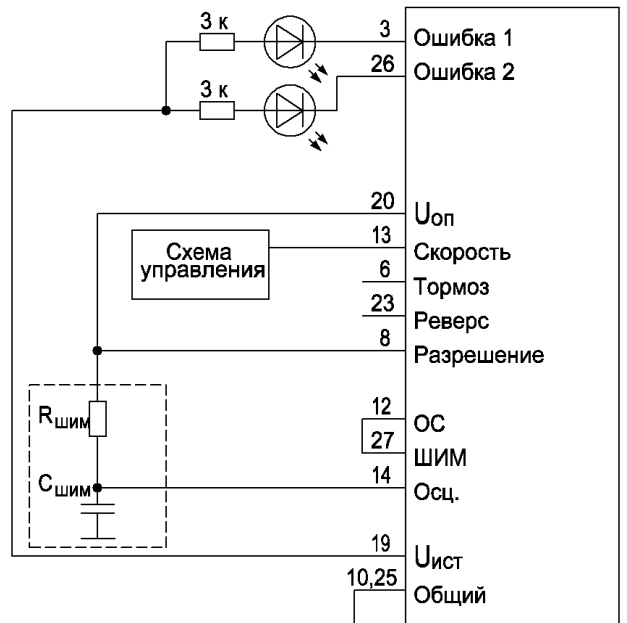 3 к
3
Ошибка 1
26
Ошибка 2
3 к
20
Uоп
13
Скорость
Схема
управления
6
Тормоз
23
Реверс
8
Разрешение
Rшим
12
ОС
27
ШИМ
Cшим
14
Осц.
19
Uист
10,25
Общий